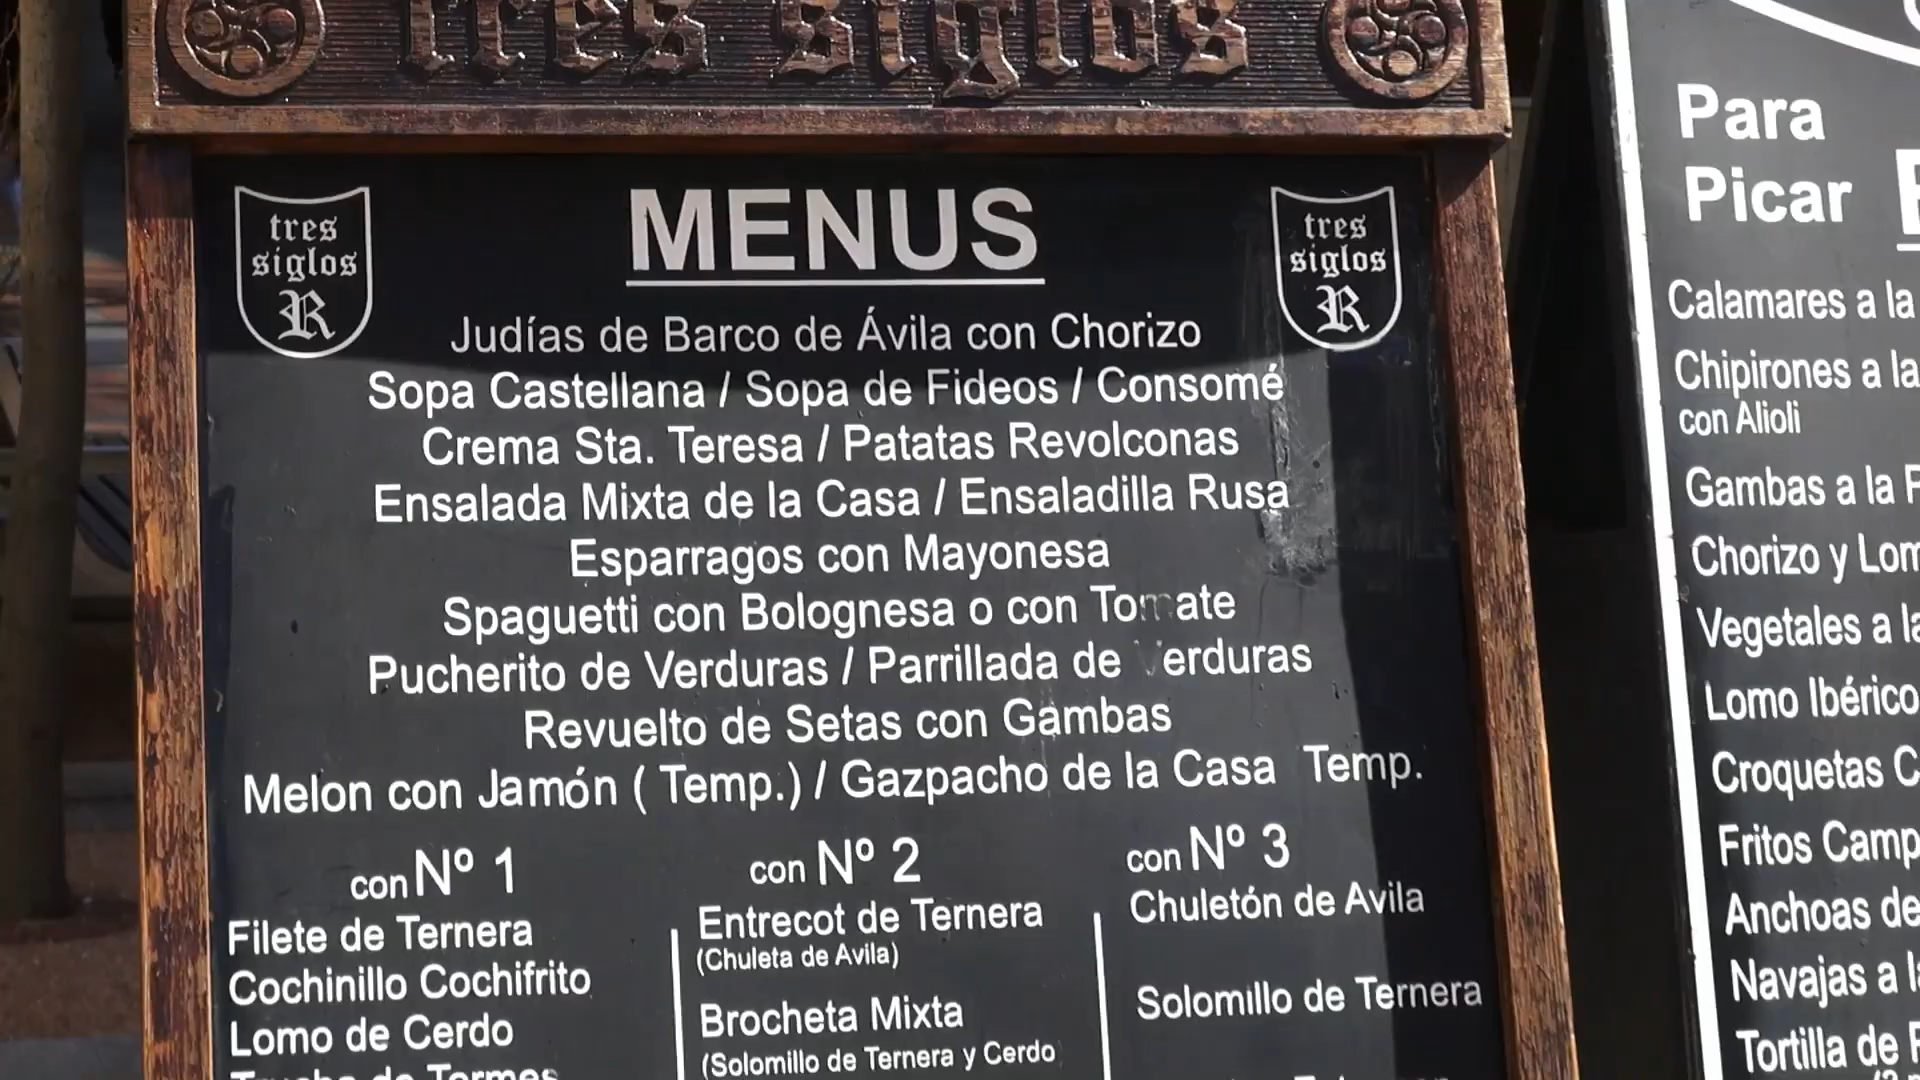 tres siglos
MENUS
tres
siglos
R
tres
siglos
R
Judías de Barco de Ávila con Chorizo
Sopa Castellana / Sopa de Fideos / Consomé
Crema Sta. Teresa / Patatas Revolconas
Ensalada Mixta de la Casa / Ensaladilla Rusa
Esparragos con Mayonesa
Spaguetti con Bolognesa o con Tomate
Pucherito de Verduras / Parrillada de erduras
Revuelto de Setas con Gambas
Melon con Jamón ( Temp.) / Gazpacho de la Casa Temp.
con Nº 1
Filete de Ternera
Cochinillo Cochifrito
Lomo de Cerdo
Trucha de Tormes
con Nº 2
Entrecot de Ternera
(Chuleta de Avila)
Brocheta Mixta
(Solomillo de Ternera y Cerdo
con Nº 3
Chuletón de Avila
Solomillo de Ternera
Para
Picar
Calamares a la
Chipirones a la
con Alioli
Gambas a la
Chorizo y Lom
Vegetales a la
Lomo Ibérico
Croquetas C
Fritos Camp
Anchoas de
Navajas a la
Tortilla de